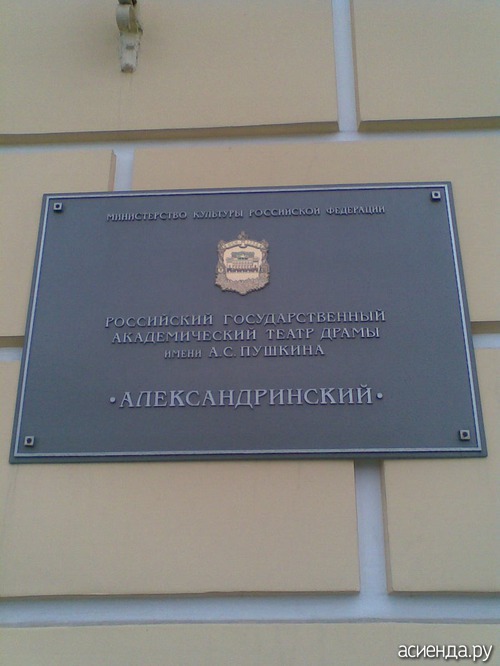 МИНИСТЕРСТВО КУЛЬТУРЫ РОССИЙСКОЙ ФЕДЕРАЦИИ
РОССИЙСКИЙ ГОСУДАРСТВЕННЫЙ
АКАДЕМИЧЕСКИЙ ТЕАТР ДРАМЫ
ИМЕНИ А.С. ПУШКИНА
• АЛЕКСАНДРИНСКИЙ •
асиенда.ру